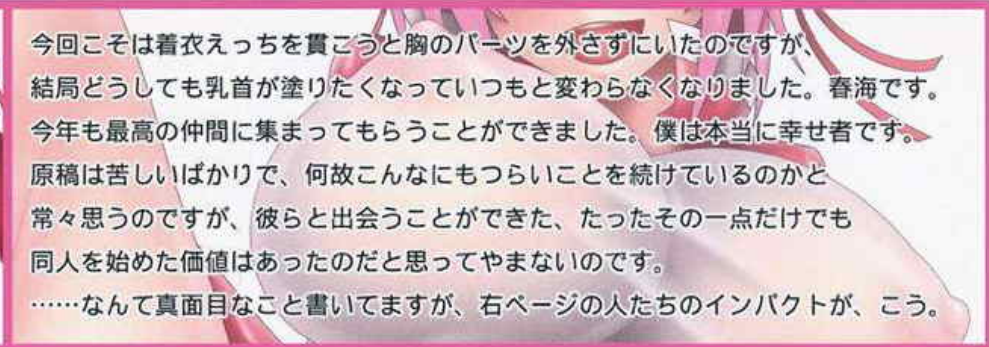 今回こそは着衣えっちを貫こうと胸のパーツを外さずにいたのですが、
結局どうしても乳首が塗りたくなっていつもと変わらなくなりました。春海です。
今年も最高の仲間に集まってもらうことができました。僕は本当に幸せ者です。
原稿は苦しいばかりで、何故こんなにもつらいことを続けているのかと
常々思うのですが、彼らと出会うことができた、たったその一点だけでも
同人を始めた価値はあったのだと思ってやまないのです。
……なんて真面目なこと書いてますが、右ページの人たちのインパクトが、こう。